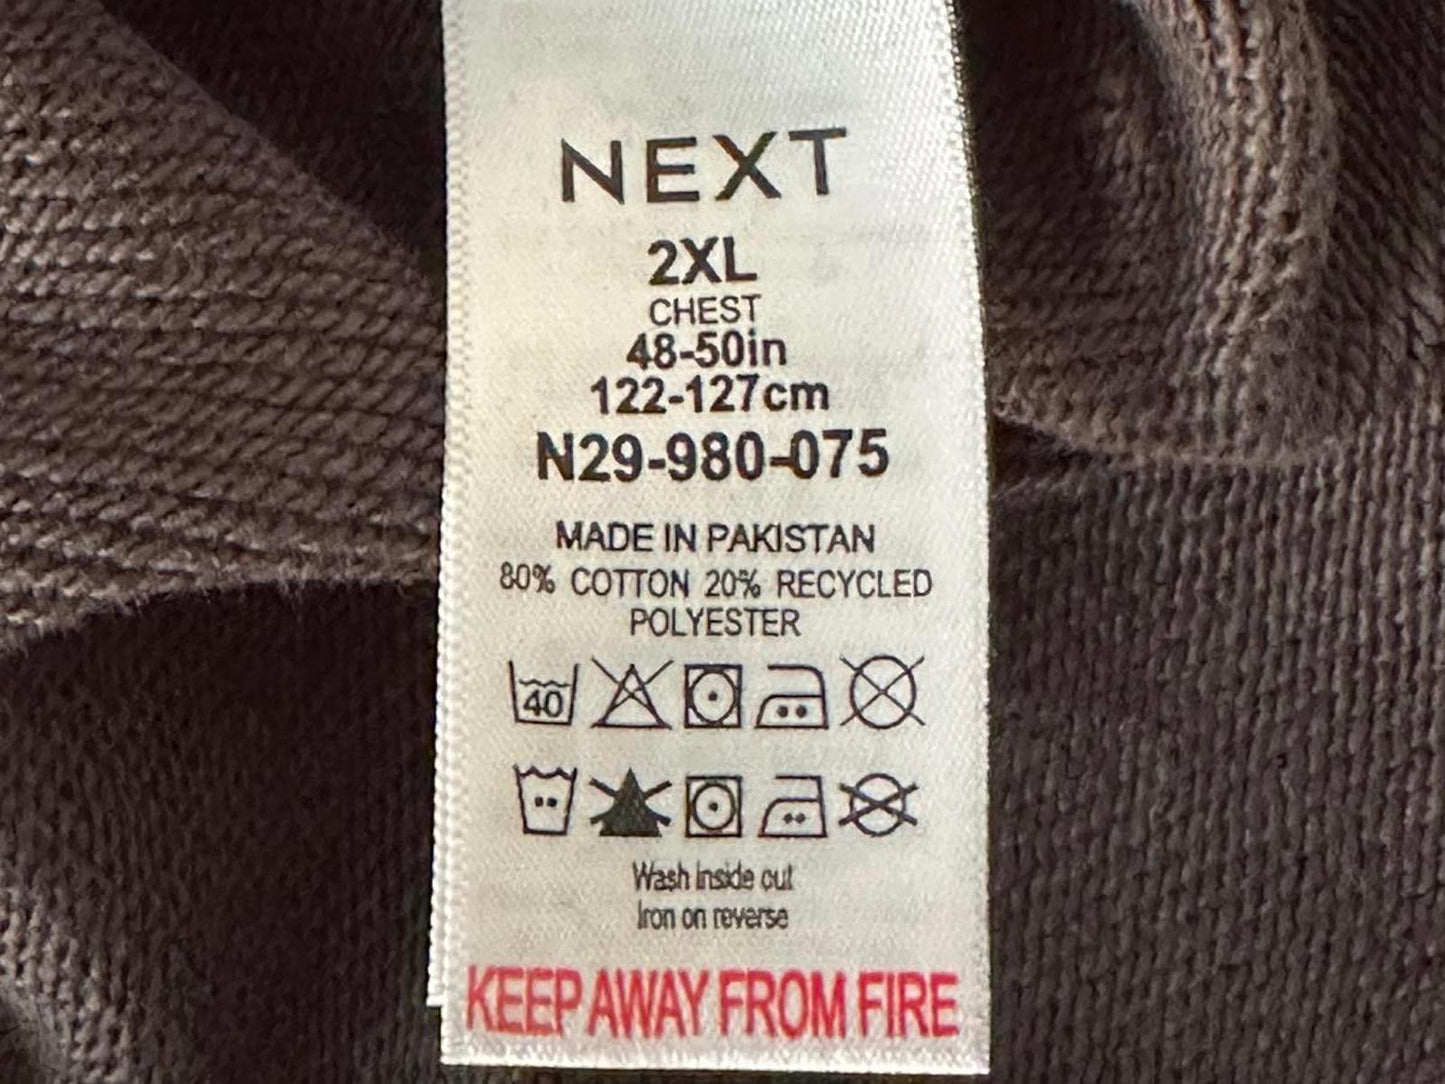 NEXT
2XL
CHEST
48-50in
122-127cm
N29-980-075
MADE IN PAKISTAN
80% COTTON 20% RECYCLED
POLYESTER
40
Wash Inside out
Iron on reverse
KEEP AWAY FROM FIRE